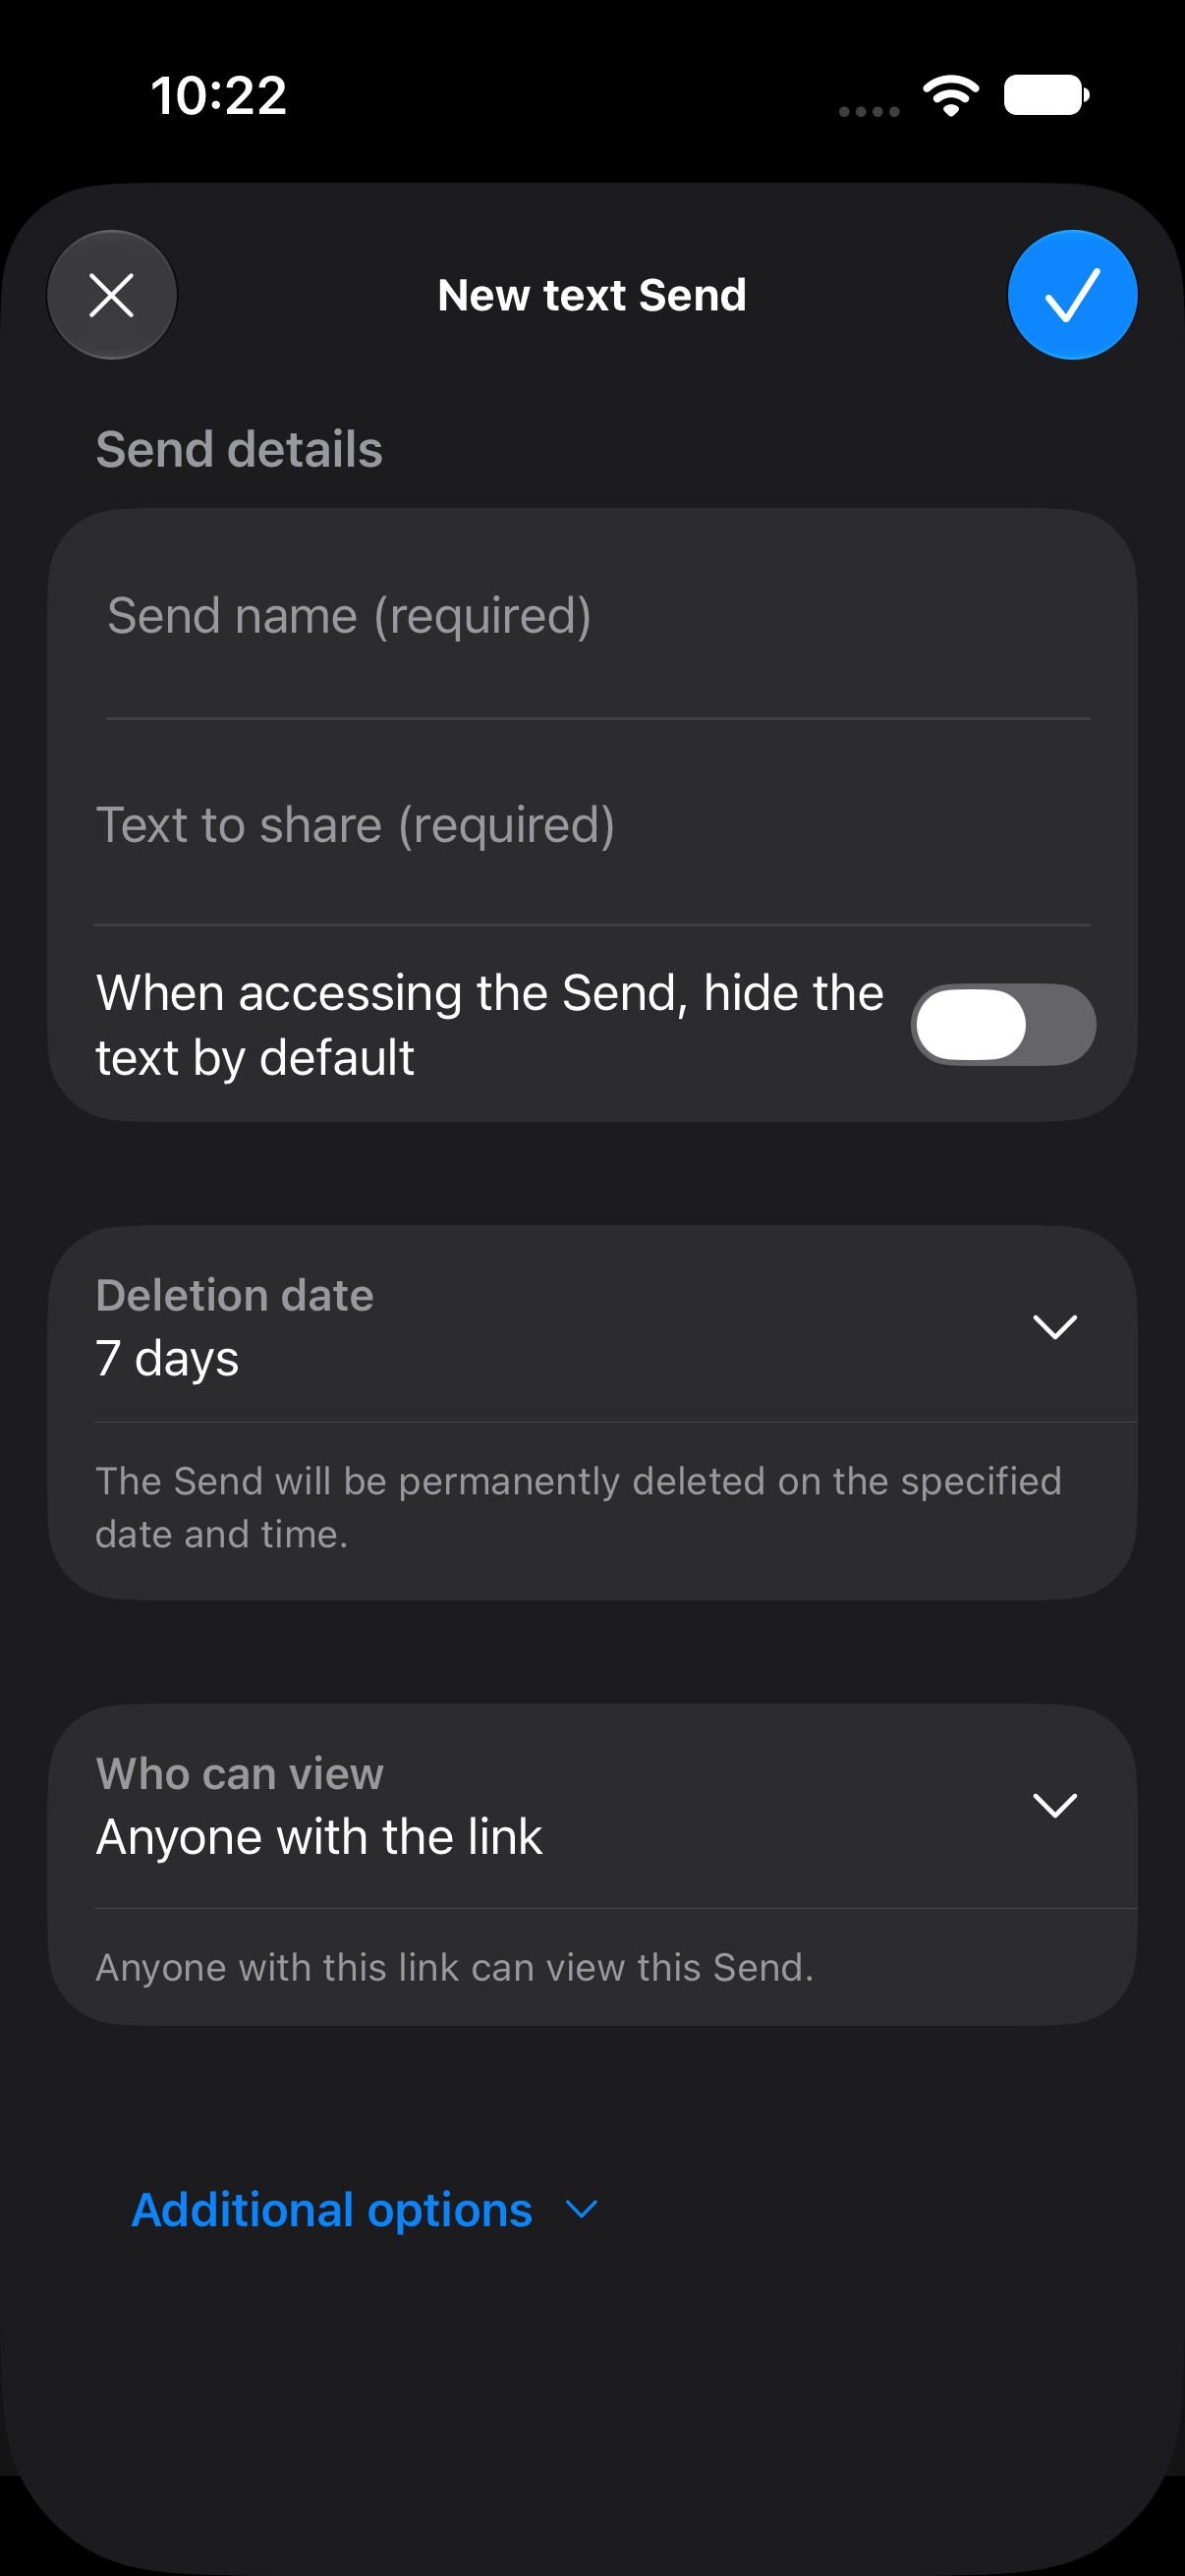 10:22
New text Send
Send details
Send name (required)
Text to share (required)
When accessing the Send, hide the
text by default
Deletion date
7 days
The Send will be permanently deleted on the specified
date and time.
Who can view
Anyone with the link
Anyone with this link can view this Send.
Additional options